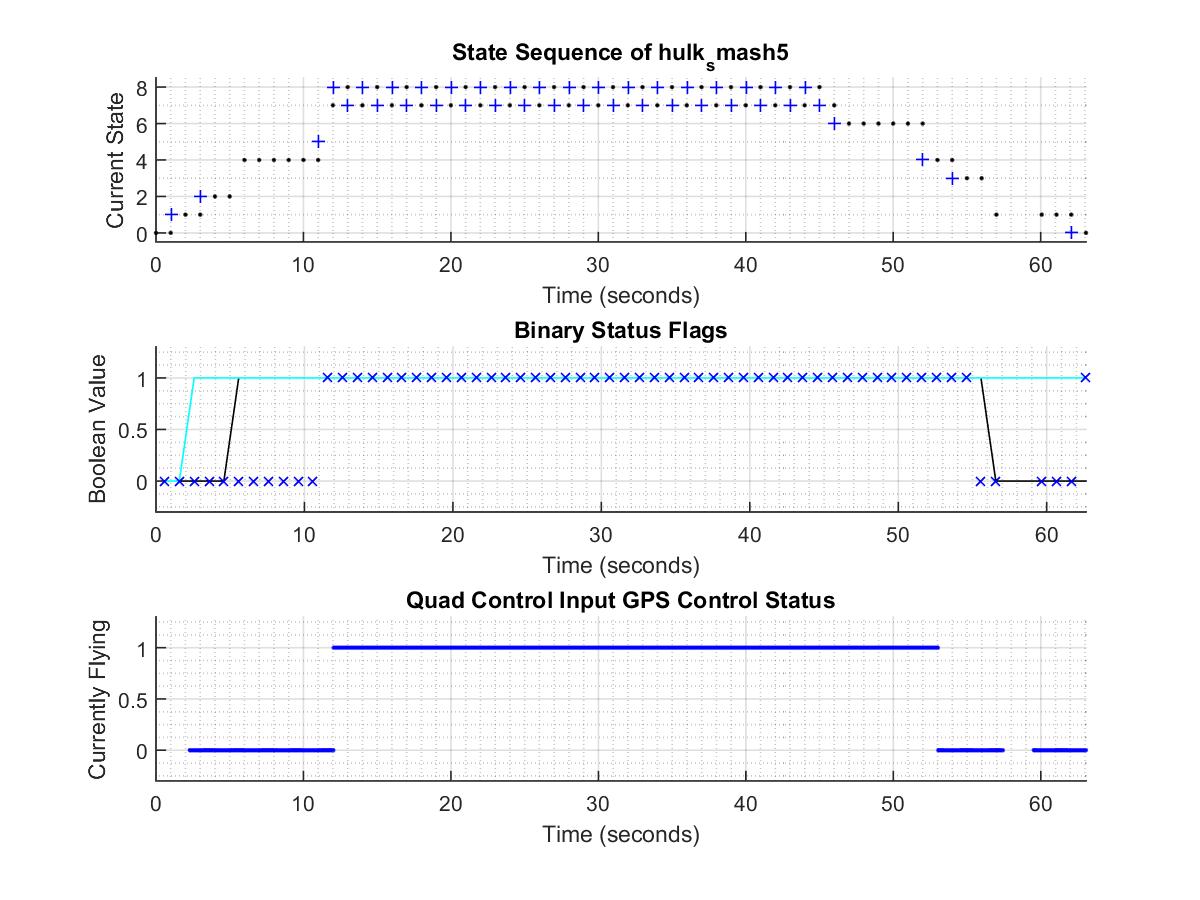 State Sequence of hulksmash5
Current State
8
6
4
2
0
0 10 20 30 40 50 60
Time (seconds)
Binary Status Flags
Boolean Value
1
0.5
0
0 10 20 30 40 50 60
Time (seconds)
Quad Control Input GPS Control Status
Currently Flying
1
0.5
0
0 10 20 30 40 50 60
Time (seconds)